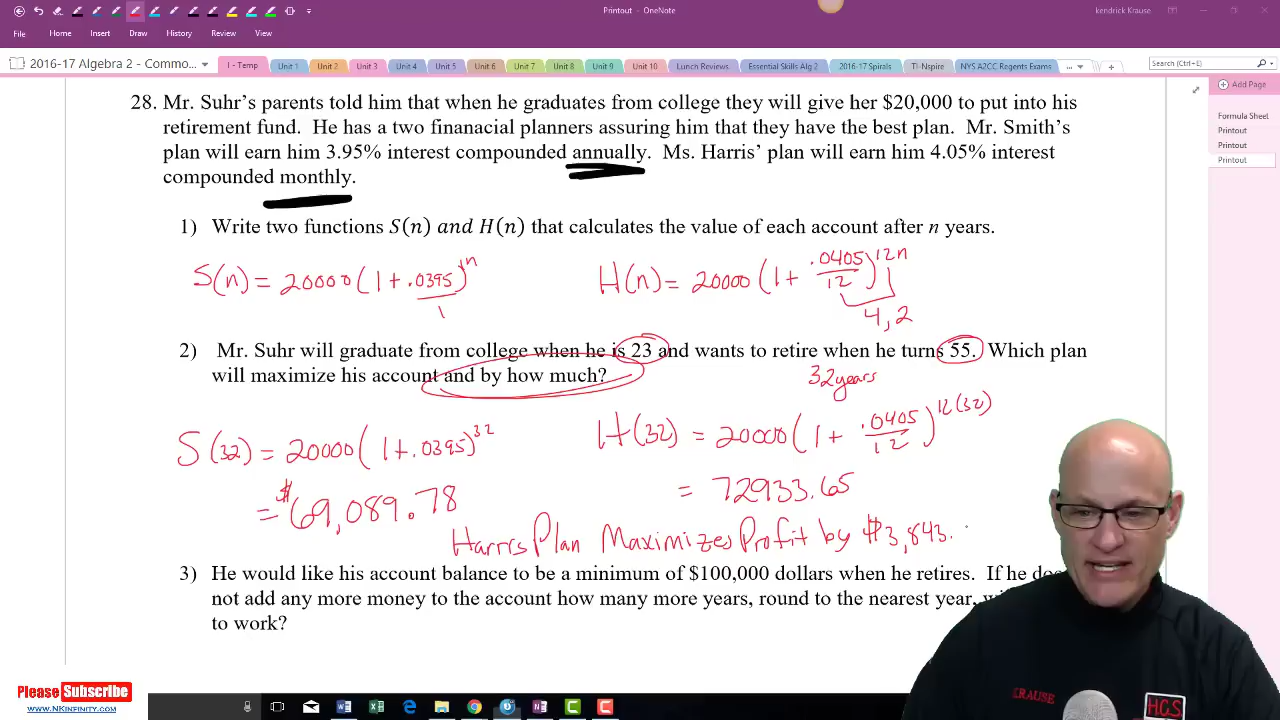 Printout - OneNote
kendrick Krause
File Home Insert Draw History Review View
2016-17 Algebra 2 - Commo... I - Temp Unit 1 Unit 2 Unit 3 Unit 4 Unit 5 Unit 6 Unit 7 Unit 8 Unit 9 Unit 10 Lunch Reviews. Essential Skills Alg 2 2016-17 Spirals TI-Nspire NYS A2CC Regents Exams ... Search (Ctrl+E)
Add Page
Formula Sheet
Printout
Printout
Printout
28. Mr. Suhr's parents told him that when he graduates from college they will give her $20,000 to put into his
retirement fund. He has a two finanacial planners assuring him that they have the best plan. Mr. Smith's
plan will earn him 3.95% interest compounded annually. Ms. Harris' plan will earn him 4.05% interest
compounded monthly.
1) Write two functions S(n) and H(n) that calculates the value of each account after n years.
S(n) = 20000(1+.0395/1)^1n
H(n) = 20000(1+.0405/12)^12n
4,2
2) Mr. Suhr will graduate from college when he is 23 and wants to retire when he turns 55. Which plan
will maximize his account and by how much?
32 years
S(32) = 20000(1+.0395)^32
H(32) = 20000(1+.0405/12)^12(32)
= $69,089.78
= 72933.65
Harris Plan Maximizes Profit by $3,843.
3) He would like his account balance to be a minimum of $100,000 dollars when he retires. If he do
not add any more money to the account how many more years, round to the nearest year,
to work?
Please Subscribe
www.NKinfinity.com
KRAUSE
H.C.S.